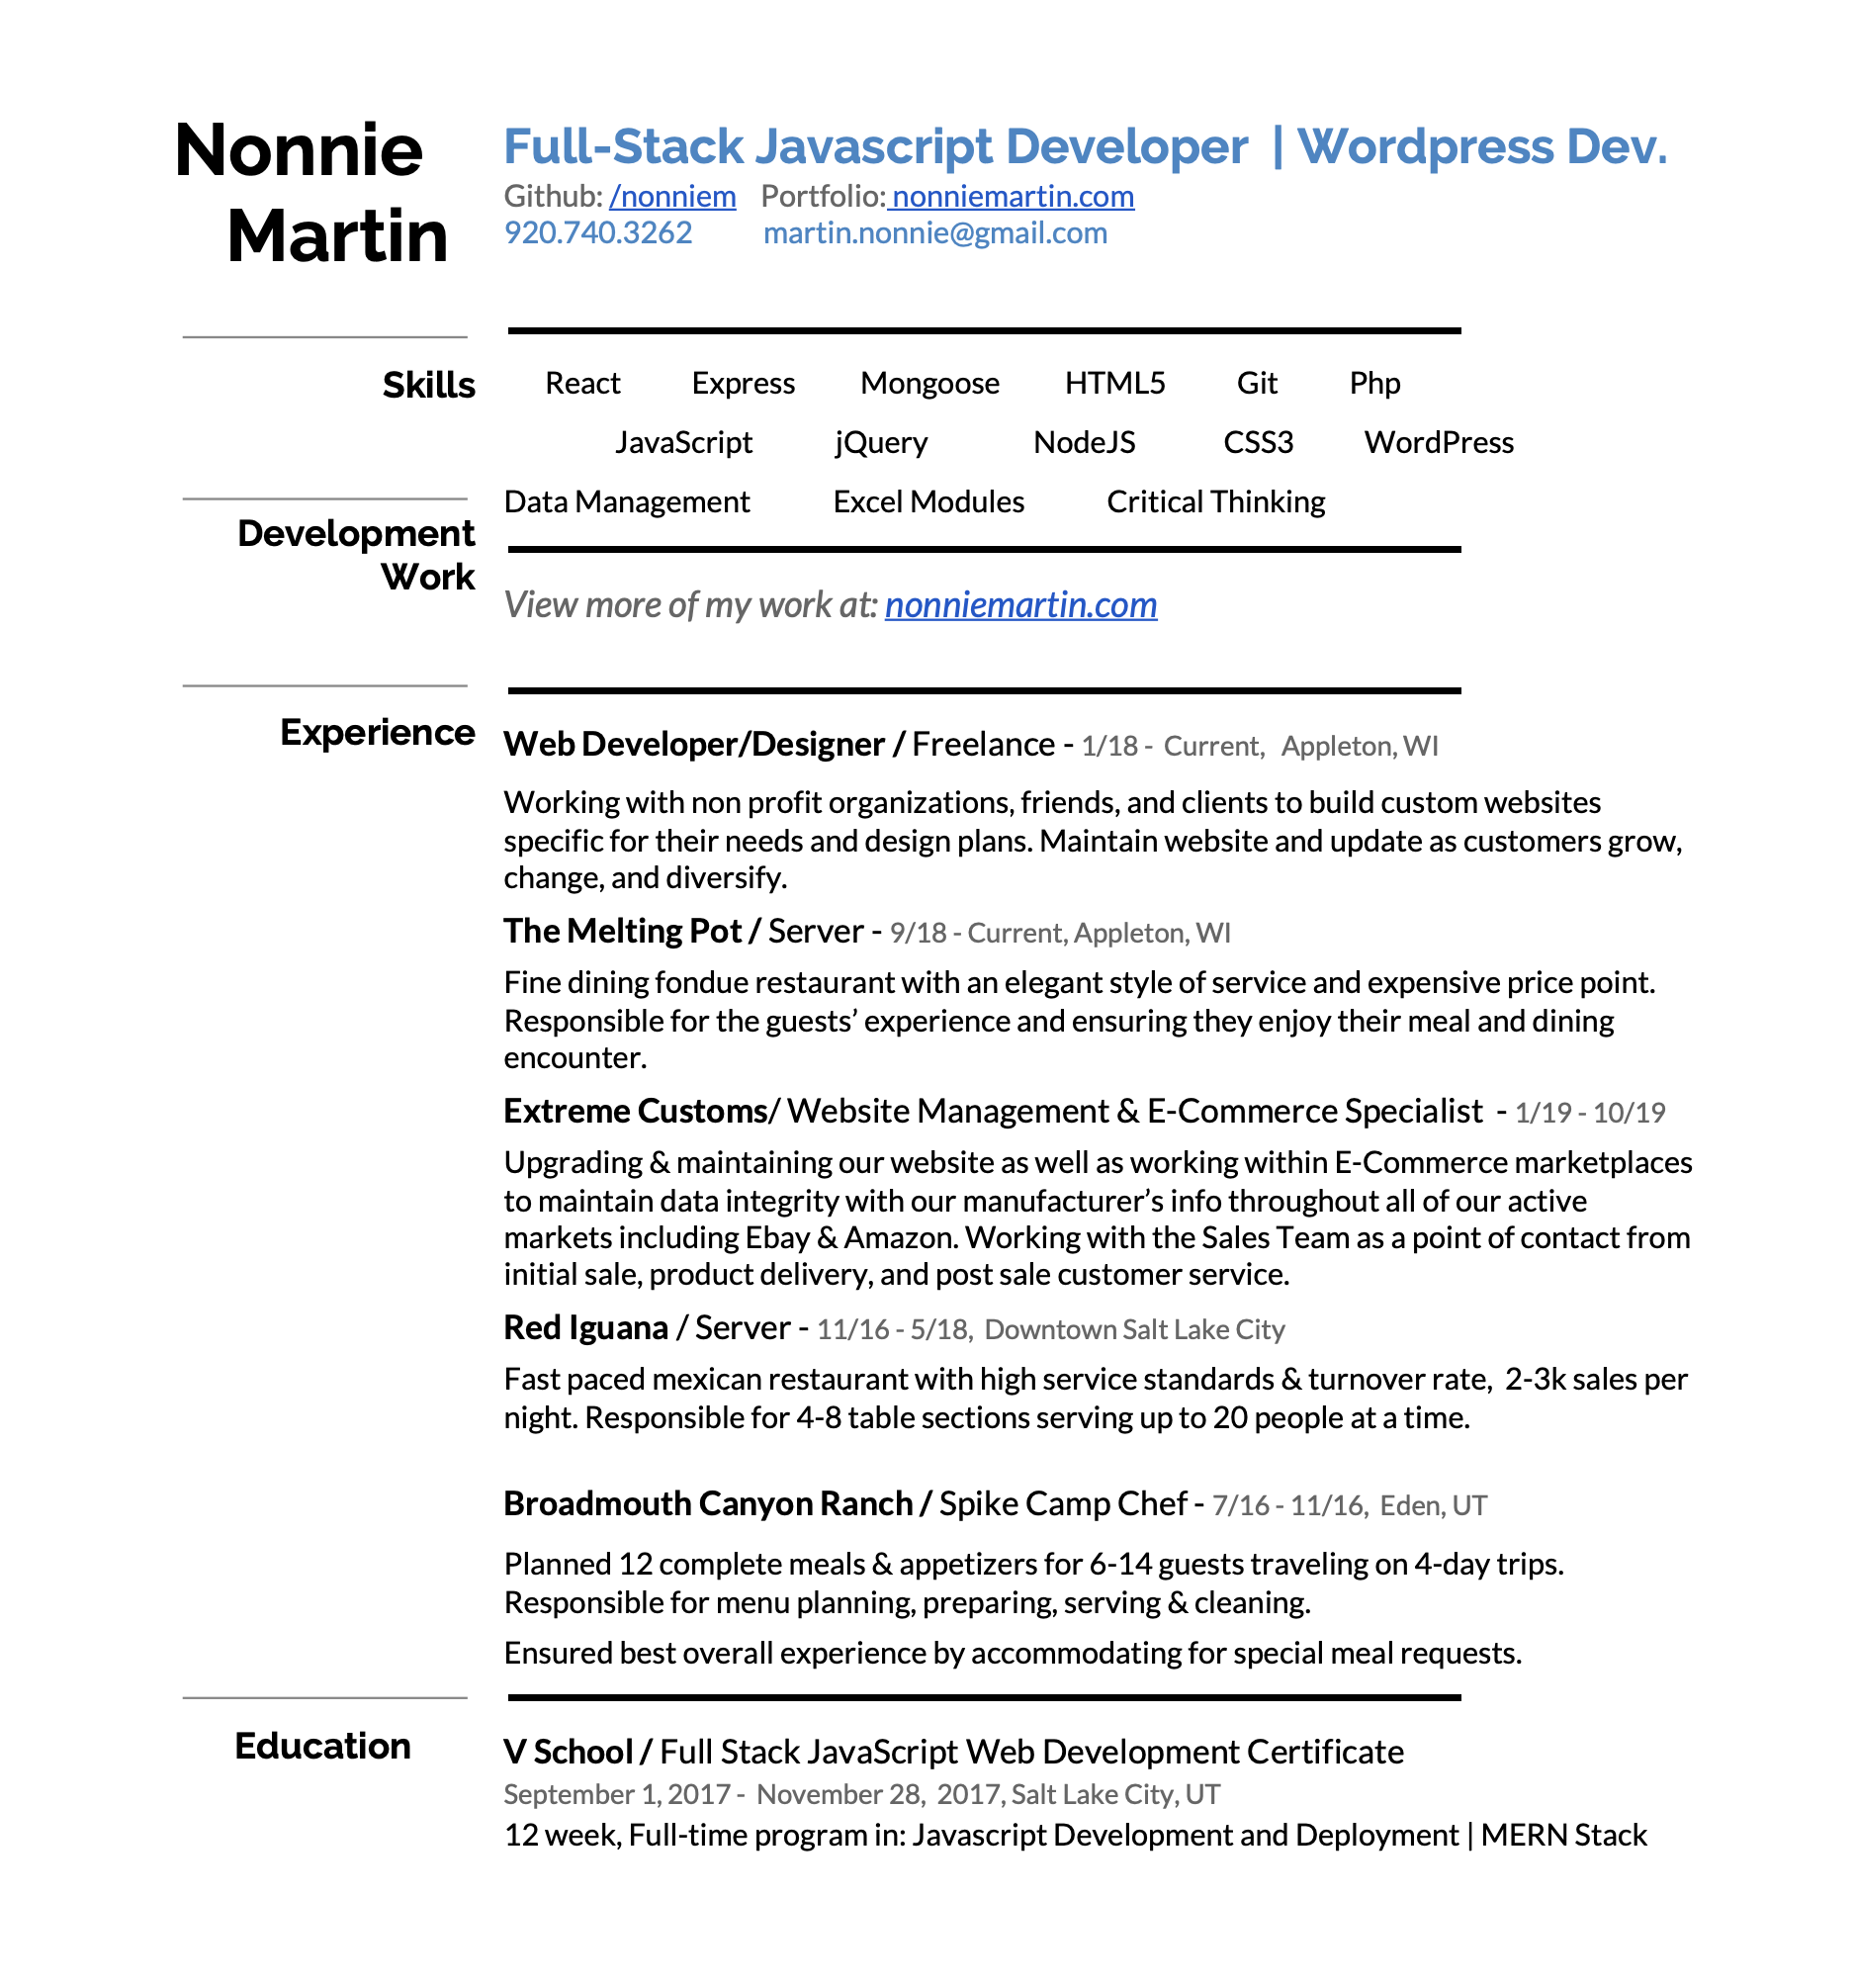 Nonnie
Martin
Full-Stack Javascript Developer | Wordpress Dev.
Github: /nonniem Portfolio: nonniemartin.com
920.740.3262 martin.nonnie@gmail.com
Skills
React Express Mongoose HTML5 Git Php
JavaScript jQuery NodeJS CSS3 WordPress
Data Management Excel Modules Critical Thinking
Development
Work
View more of my work at: nonniemartin.com
Experience
Web Developer/Designer / Freelance - 1/18 - Current, Appleton, WI
Working with non profit organizations, friends, and clients to build custom websites
specific for their needs and design plans. Maintain website and update as customers grow,
change, and diversify.
The Melting Pot / Server - 9/18 - Current, Appleton, WI
Fine dining fondue restaurant with an elegant style of service and expensive price point.
Responsible for the guests’ experience and ensuring they enjoy their meal and dining
encounter.
Extreme Customs/ Website Management & E-Commerce Specialist - 1/19 - 10/19
Upgrading & maintaining our website as well as working within E-Commerce marketplaces
to maintain data integrity with our manufacturer’s info throughout all of our active
markets including Ebay & Amazon. Working with the Sales Team as a point of contact from
initial sale, product delivery, and post sale customer service.
Red Iguana / Server - 11/16 - 5/18, Downtown Salt Lake City
Fast paced mexican restaurant with high service standards & turnover rate, 2-3k sales per
night. Responsible for 4-8 table sections serving up to 20 people at a time.
Broadmouth Canyon Ranch / Spike Camp Chef - 7/16 - 11/16, Eden, UT
Planned 12 complete meals & appetizers for 6-14 guests traveling on 4-day trips.
Responsible for menu planning, preparing, serving & cleaning.
Ensured best overall experience by accommodating for special meal requests.
Education
V School / Full Stack JavaScript Web Development Certificate
September 1, 2017 - November 28, 2017, Salt Lake City, UT
12 week, Full-time program in: Javascript Development and Deployment | MERN Stack